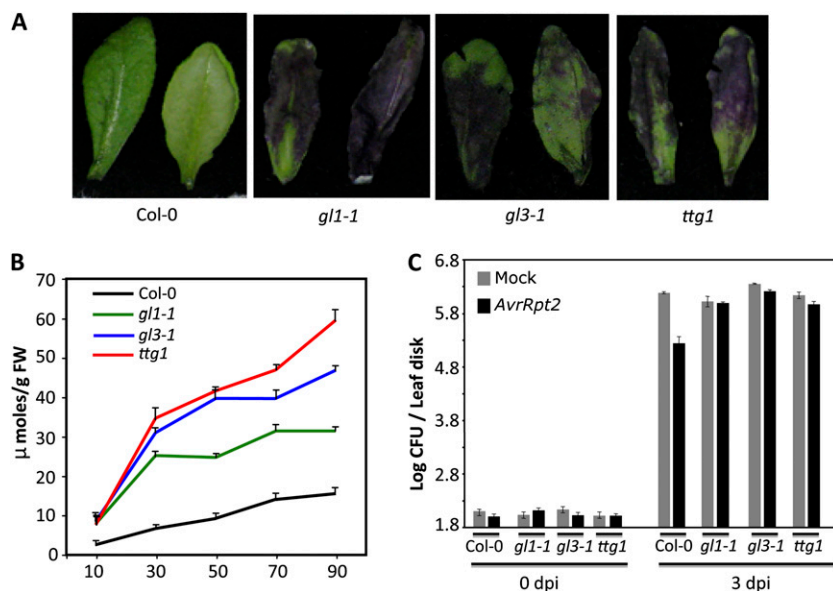 A
Col-0 gl1-1 gl3-1 ttg1
B
70
60
50
40
30
20
10
0
μ moles/g FW
Col-0
gl1-1
gl3-1
ttg1
10 30 50 70 90
C
6.8
5.8
4.8
3.8
2.8
1.8
Log CFU / Leaf disk
Mock
AvrRpt2
Col-0 gl1-1 gl3-1 ttg1 Col-0 gl1-1 gl3-1 ttg1
0 dpi 3 dpi